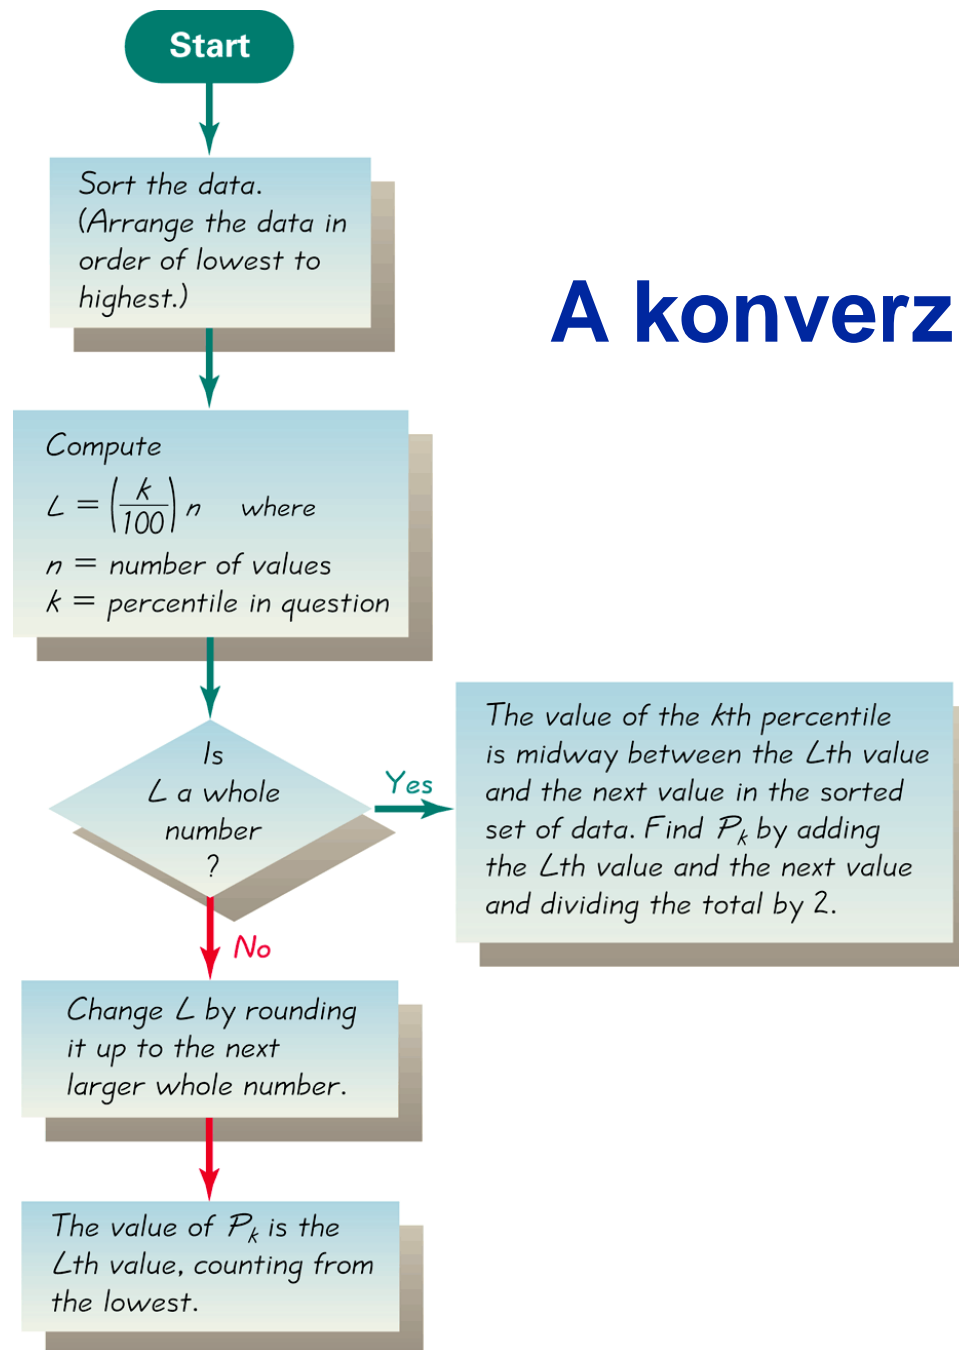 Start
Sort the data.
(Arrange the data in
order of lowest to
highest.)
A konverz
Compute
L = (k/100) n where
n = number of values
k = percentile in question
Is
L a whole
number
?
Yes
The value of the kth percentile
is midway between the Lth value
and the next value in the sorted
set of data. Find Pk by adding
the Lth value and the next value
and dividing the total by 2.
No
Change L by rounding
it up to the next
larger whole number.
The value of Pk is the
Lth value, counting from
the lowest.